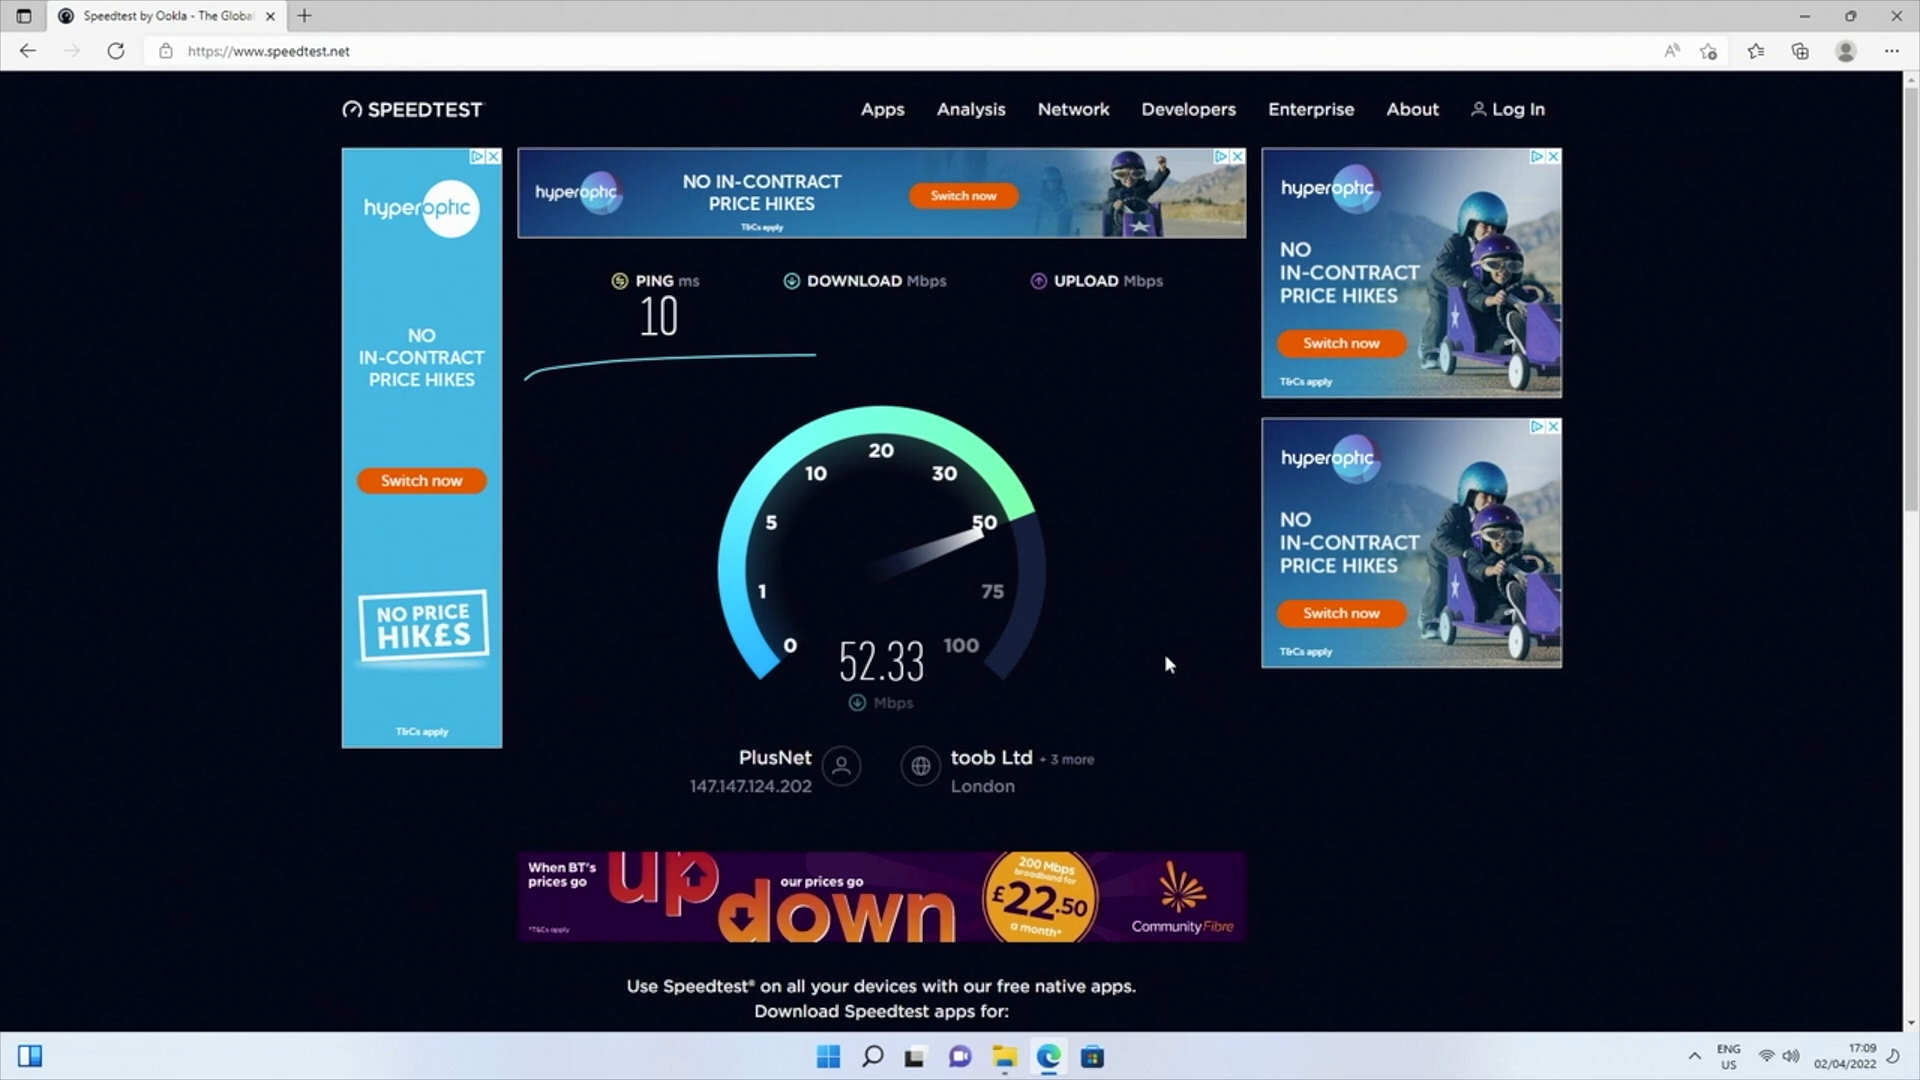 Speedtest by Ookla - The Global
https://www.speedtest.net
SPEEDTEST
Apps
Analysis
Network
Developers
Enterprise
About
Log In
hyperoptic
NO
IN-CONTRACT
PRICE HIKES
Switch now
NO PRICE
HIK£S
T&Cs apply
hyperoptic
NO IN-CONTRACT
PRICE HIKES
T&Cs apply
Switch now
PING ms
10
DOWNLOAD Mbps
UPLOAD Mbps
0
1
5
10
20
30
50
75
100
52.33
Mbps
PlusNet
147.147.124.202
toob Ltd + 3 more
London
hyperoptic
NO
IN-CONTRACT
PRICE HIKES
Switch now
T&Cs apply
hyperoptic
NO
IN-CONTRACT
PRICE HIKES
Switch now
T&Cs apply
When BT's
prices go
up
our prices go
down
*T&Cs apply
200 Mbps
broadband for
£22.50
a month*
Community Fibre
Use Speedtest® on all your devices with our free native apps.
Download Speedtest apps for:
ENG
US
17:09
02/04/2022